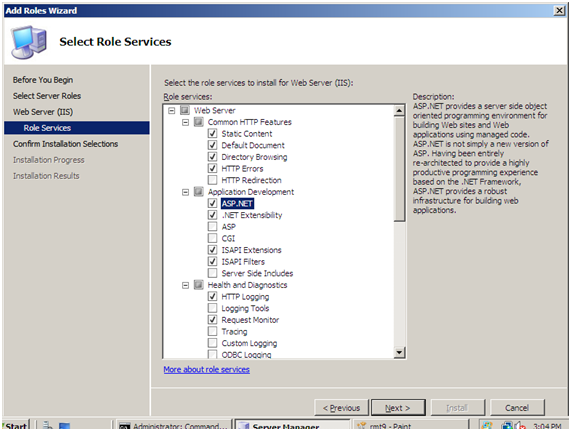 Add Roles Wizard
Select Role Services
Before You Begin
Select Server Roles
Web Server (IIS)
Role Services
Confirm Installation Selections
Installation Progress
Installation Results
Select the role services to install for Web Server (IIS):
Role services:
Web Server
Common HTTP Features
Static Content
Default Document
Directory Browsing
HTTP Errors
HTTP Redirection
Application Development
ASP.NET
.NET Extensibility
ASP
CGI
ISAPI Extensions
ISAPI Filters
Server Side Includes
Health and Diagnostics
HTTP Logging
Logging Tools
Request Monitor
Tracing
Custom Logging
ODBC Logging
More about role services
Description:
ASP.NET provides a server side object
oriented programming environment for
building Web sites and Web
applications using managed code.
ASP.NET is not simply a new version of
ASP. Having been entirely
re-architected to provide a highly
productive programming experience
based on the .NET Framework,
ASP.NET provides a robust
infrastructure for building web
applications.
< Previous
Next >
Install
Cancel
Start
Administrator: Command...
Server Manager
rmt9 - Paint
3:04 PM